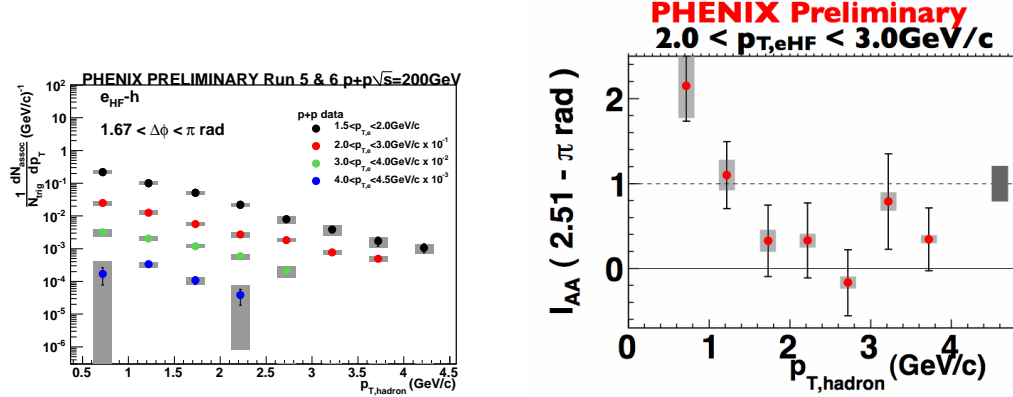 PHENIX PRELIMINARY Run 5 & 6 p+p√s=200GeV
e_HF-h
1.67 < Δϕ < π rad
p+p data
1.5<p_T,e<2.0GeV/c
2.0<p_T,e<3.0GeV/c x 10^-1
3.0<p_T,e<4.0GeV/c x 10^-2
4.0<p_T,e<4.5GeV/c x 10^-3
1/N_trig dN_assoc/dp_T (GeV/c)^-1
10^2
10
1
10^-1
10^-2
10^-3
10^-4
10^-5
10^-6
0.5 1 1.5 2 2.5 3 3.5 4 4.5
p_T,hadron (GeV/c)
PHENIX Preliminary
2.0 < p_T,eHF < 3.0GeV/c
I_AA ( 2.51 - π rad )
2
1
0
0 1 2 3 4
p_T,hadron (GeV/c)